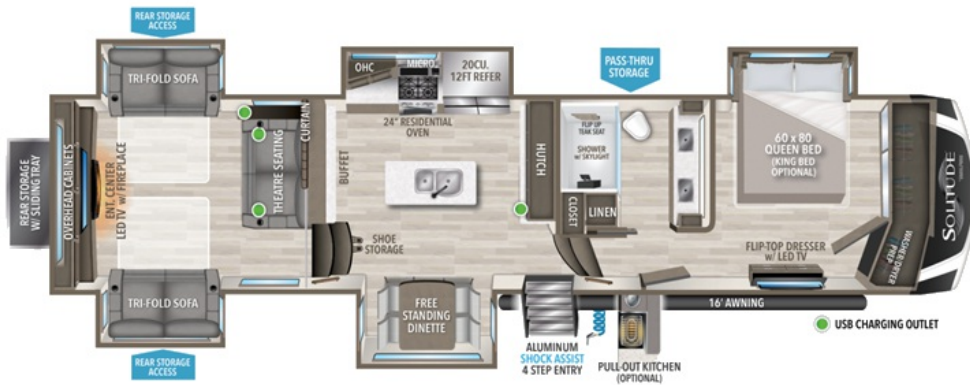 REAR STORAGE
ACCESS
TRI-FOLD SOFA
REAR STORAGE
W/ SLIDING TRAY
OVERHEAD CABINETS
ENT. CENTER
LED TV w/ FIREPLACE
TRI-FOLD SOFA
REAR STORAGE
ACCESS
THEATRE SEATING
CURTAIN
OHC
MICRO
20CU.
12FT REFER
24" RESIDENTIAL
OVEN
BUFFET
HUTCH
SHOE
STORAGE
FREE
STANDING
DINETTE
PASS-THRU
STORAGE
FLIP UP
TEAK SEAT
SHOWER
w/ SKYLIGHT
CLOSET
LINEN
60 x 80
QUEEN BED
(KING BED
OPTIONAL)
FLIP-TOP DRESSER
w/ LED TV
WASHER/DRYER
PREP
SOLITUDE
16' AWNING
ALUMINUM
SHOCK ASSIST
4 STEP ENTRY
PULL-OUT KITCHEN
(OPTIONAL)
USB CHARGING OUTLET